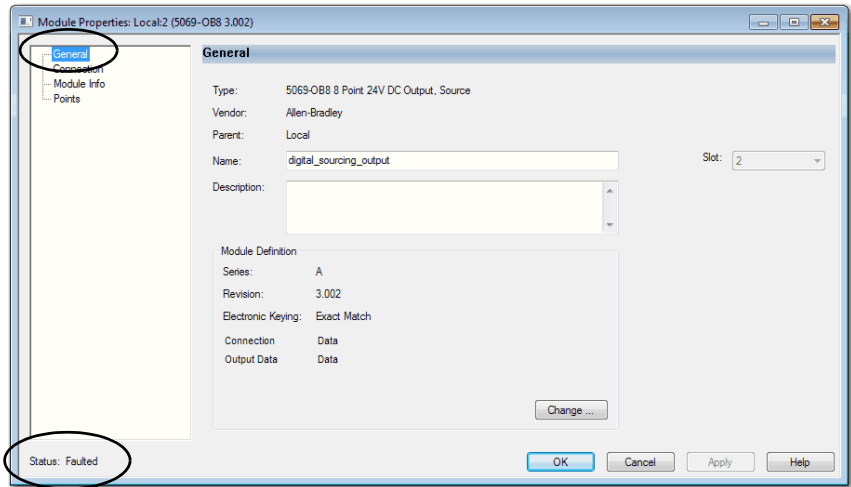 Module Properties: Local:2 (5069-OB8 3.002)
General
Connection
Module Info
Points
General
Type: 5069-OB8 8 Point 24V DC Output, Source
Vendor: Allen-Bradley
Parent: Local
Name: digital_sourcing_output
Slot: 2
Description:
Module Definition
Series: A
Revision: 3.002
Electronic Keying: Exact Match
Connection Data
Output Data Data
Change ...
Status: Faulted
OK Cancel Apply Help